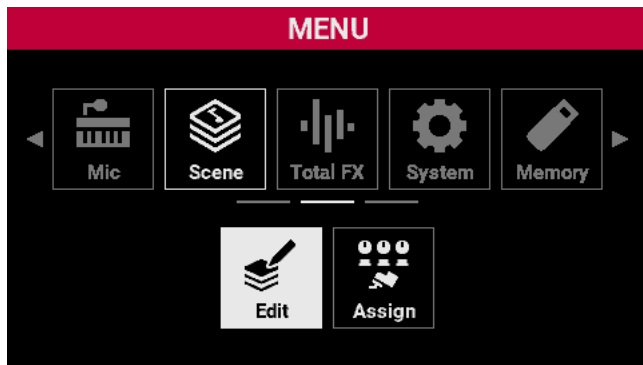 MENU
Mic
Scene
Total FX
System
Memory
Edit
Assign